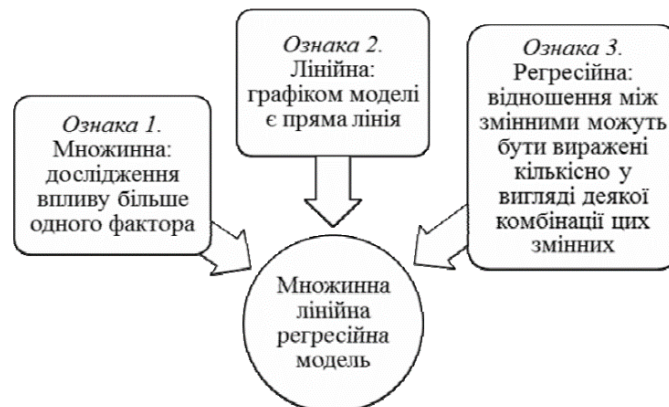 Ознака 1.
Множинна:
дослідження
впливу більше
одного фактора
Ознака 2.
Лінійна:
графіком моделі
є пряма лінія
Ознака 3.
Регресійна:
відношення між
змінними можуть
бути виражені
кількісно у
вигляді деякої
комбінації цих
змінних
Множинна
лінійна
регресійна
модель